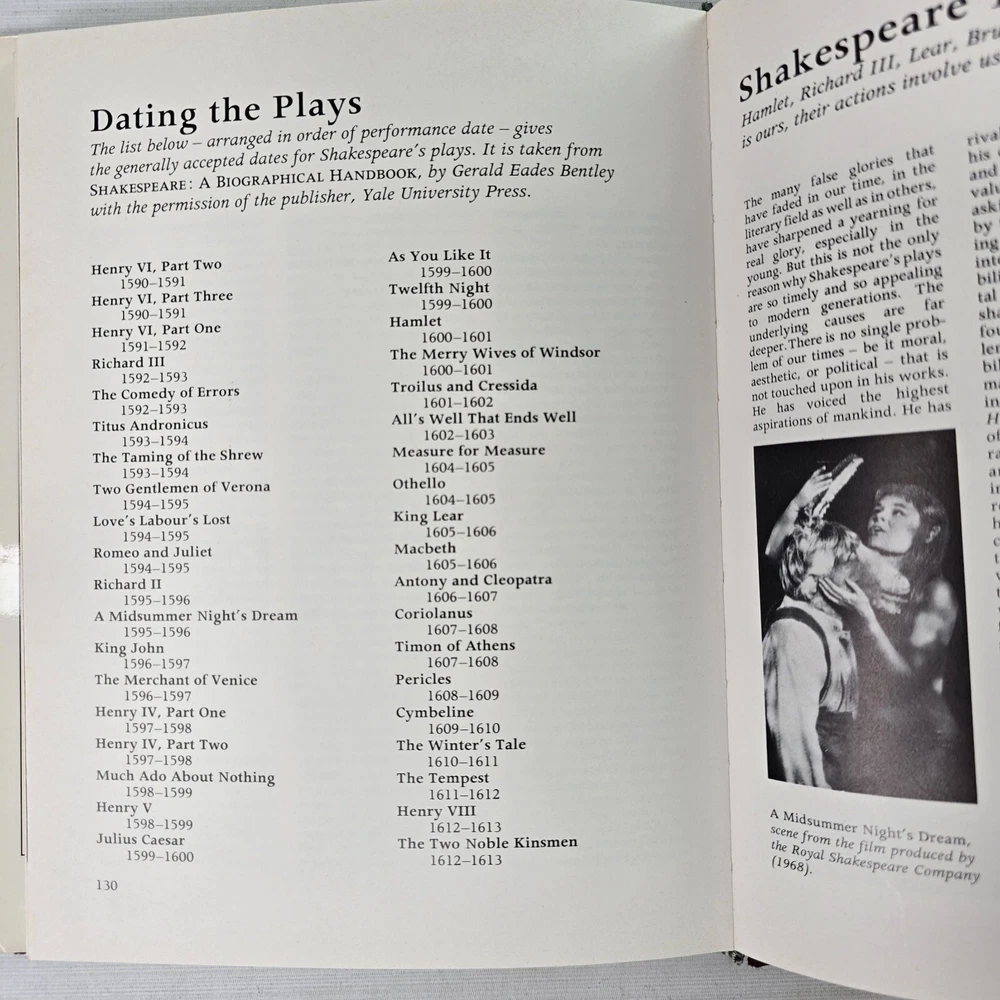 Dating the Plays
The list below – arranged in order of performance date – gives
the generally accepted dates for Shakespeare's plays. It is taken from
SHAKESPEARE: A BIOGRAPHICAL HANDBOOK, by Gerald Eades Bentley
with the permission of the publisher, Yale University Press.
Henry VI, Part Two
1590–1591
Henry VI, Part Three
1590–1591
Henry VI, Part One
1591–1592
Richard III
1592–1593
The Comedy of Errors
1592–1593
Titus Andronicus
1593–1594
The Taming of the Shrew
1593–1594
Two Gentlemen of Verona
1594–1595
Love's Labour's Lost
1594–1595
Romeo and Juliet
1594–1595
Richard II
1595–1596
A Midsummer Night's Dream
1595–1596
King John
1596–1597
The Merchant of Venice
1596–1597
Henry IV, Part One
1597–1598
Henry IV, Part Two
1597–1598
Much Ado About Nothing
1598–1599
Henry V
1598–1599
Julius Caesar
1599–1600
As You Like It
1599–1600
Twelfth Night
1599–1600
Hamlet
1600–1601
The Merry Wives of Windsor
1600–1601
Troilus and Cressida
1601–1602
All's Well That Ends Well
1602–1603
Measure for Measure
1604–1605
Othello
1604–1605
King Lear
1605–1606
Macbeth
1605–1606
Antony and Cleopatra
1606–1607
Coriolanus
1607–1608
Timon of Athens
1607–1608
Pericles
1608–1609
Cymbeline
1609–1610
The Winter's Tale
1610–1611
The Tempest
1611–1612
Henry VIII
1612–1613
The Two Noble Kinsmen
1612–1613
130
Shakespeare
Hamlet, Richard III, Lear,
is ours, their actions involve
The many false glories that
have faded in our time, in the
literary field as well as in others,
have sharpened a yearning for
real glory, especially in the
young. But this is not the only
reason why Shakespeare's plays
are so timely and so appealing
to modern generations. The
underlying causes are far
deeper. There is no single prob-
lem of our times – be it moral,
aesthetic, or political – that is
not touched upon in his works.
He has voiced the highest
aspirations of mankind. He has
A Midsummer Night's Dream,
scene from the film produced by
the Royal Shakespeare Company
(1968).